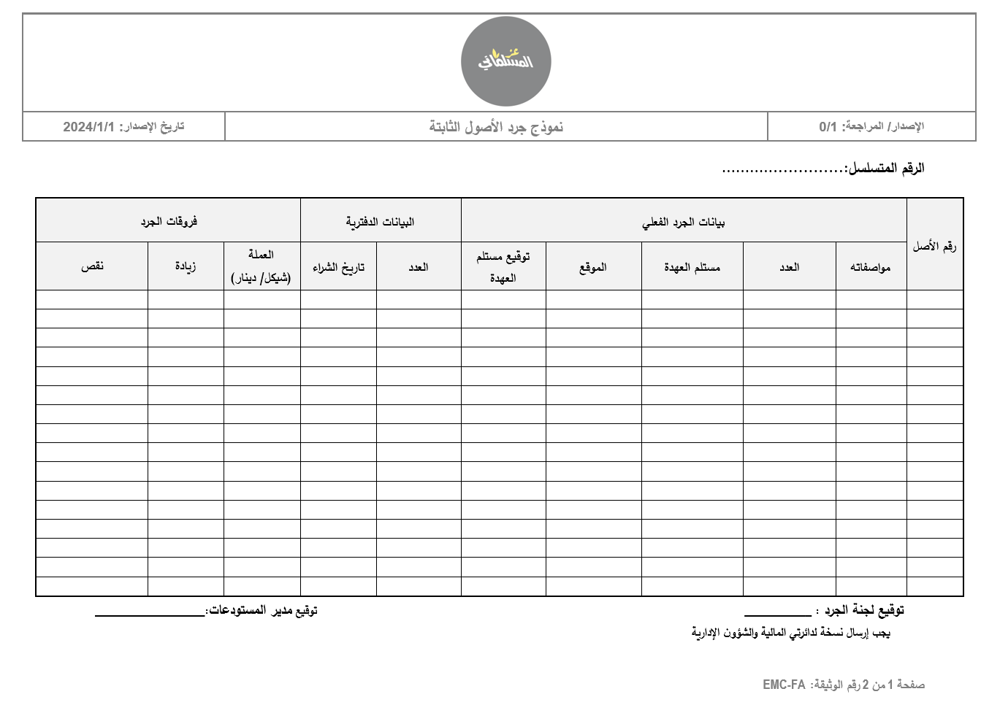 عز
المسلماني
الإصدار/ المراجعة: 0/1
نموذج جرد الأصول الثابتة
تاريخ الإصدار: 2024/1/1
الرقم المتسلسل:..........................
رقم الأصل
بيانات الجرد الفعلي
البيانات الدفترية
فروقات الجرد
مواصفاته
العدد
مستلم العهدة
الموقع
توقيع مستلم
العهدة
العدد
تاريخ الشراء
العملة
(شيكل/ دينار)
زيادة
نقص
توقيع لجنة الجرد : __________
توقيع مدير المستودعات:________________
يجب إرسال نسخة لدائرتي المالية والشؤون الإدارية
صفحة 1 من 2 رقم الوثيقة: EMC-FA